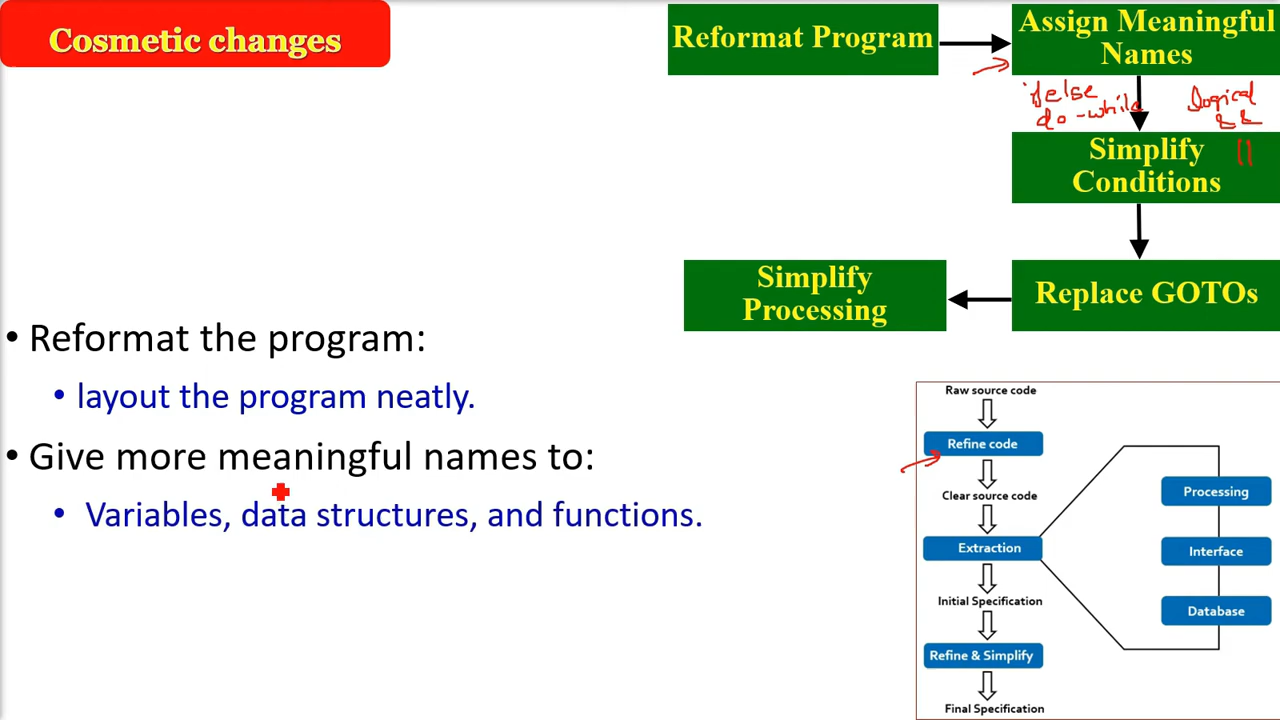 Cosmetic changes
Reformat Program
Assign Meaningful
Names
if else
do-while
logical
&&
||
Simplify
Conditions
Replace GOTOs
Simplify
Processing
• Reformat the program:
• layout the program neatly.
• Give more meaningful names to:
• Variables, data structures, and functions.
Raw source code
Refine code
Clear source code
Extraction
Initial Specification
Refine & Simplify
Final Specification
Processing
Interface
Database